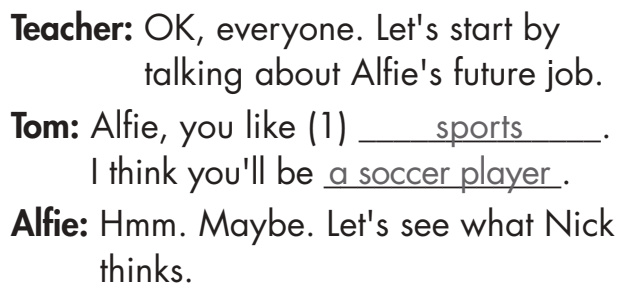 Teacher: OK, everyone. Let's start by
talking about Alfie's future job.
Tom: Alfie, you like (1) ____sports____.
I think you'll be a soccer player.
Alfie: Hmm. Maybe. Let's see what Nick
thinks.